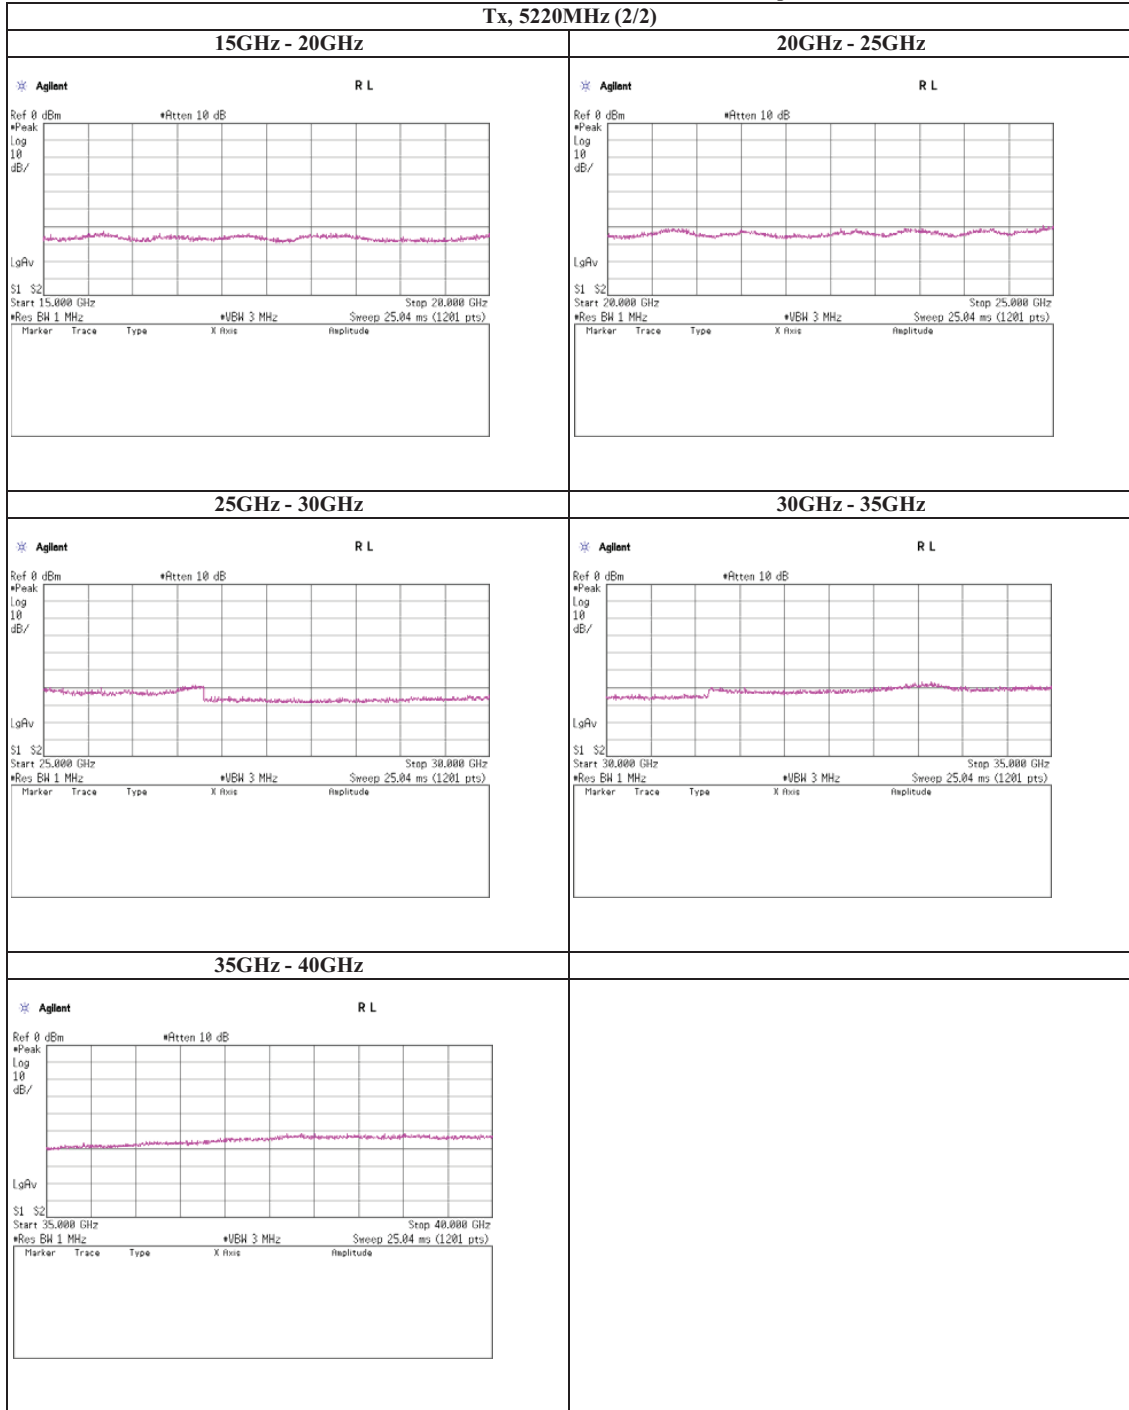 Tx, 5220MHz (2/2)
15GHz - 20GHz
20GHz - 25GHz
Agilent R L
Ref 0 dBm #Atten 10 dB
#Peak
Log
10
dB/
LgAv
S1 S2
Start 15.000 GHz Stop 20.000 GHz
#Res BW 1 MHz #VBW 3 MHz Sweep 25.04 ms (1201 pts)
Marker Trace Type X Axis Amplitude
Agilent R L
Ref 0 dBm #Atten 10 dB
#Peak
Log
10
dB/
LgAv
S1 S2
Start 20.000 GHz Stop 25.000 GHz
#Res BW 1 MHz #VBW 3 MHz Sweep 25.04 ms (1201 pts)
Marker Trace Type X Axis Amplitude
25GHz - 30GHz
30GHz - 35GHz
Agilent R L
Ref 0 dBm #Atten 10 dB
#Peak
Log
10
dB/
LgAv
S1 S2
Start 25.000 GHz Stop 30.000 GHz
#Res BW 1 MHz #VBW 3 MHz Sweep 25.04 ms (1201 pts)
Marker Trace Type X Axis Amplitude
Agilent R L
Ref 0 dBm #Atten 10 dB
#Peak
Log
10
dB/
LgAv
S1 S2
Start 30.000 GHz Stop 35.000 GHz
#Res BW 1 MHz #VBW 3 MHz Sweep 25.04 ms (1201 pts)
Marker Trace Type X Axis Amplitude
35GHz - 40GHz
Agilent R L
Ref 0 dBm #Atten 10 dB
#Peak
Log
10
dB/
LgAv
S1 S2
Start 35.000 GHz Stop 40.000 GHz
#Res BW 1 MHz #VBW 3 MHz Sweep 25.04 ms (1201 pts)
Marker Trace Type X Axis Amplitude